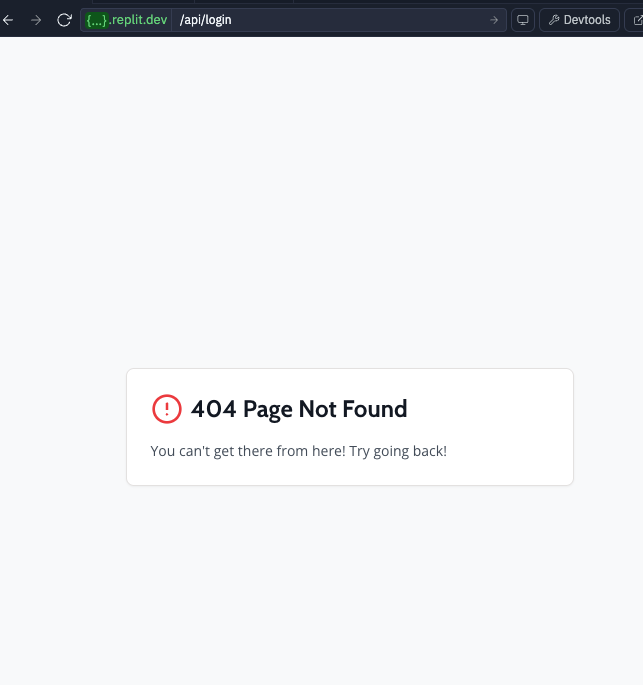 {...}.replit.dev /api/login Devtools
404 Page Not Found
You can't get there from here! Try going back!